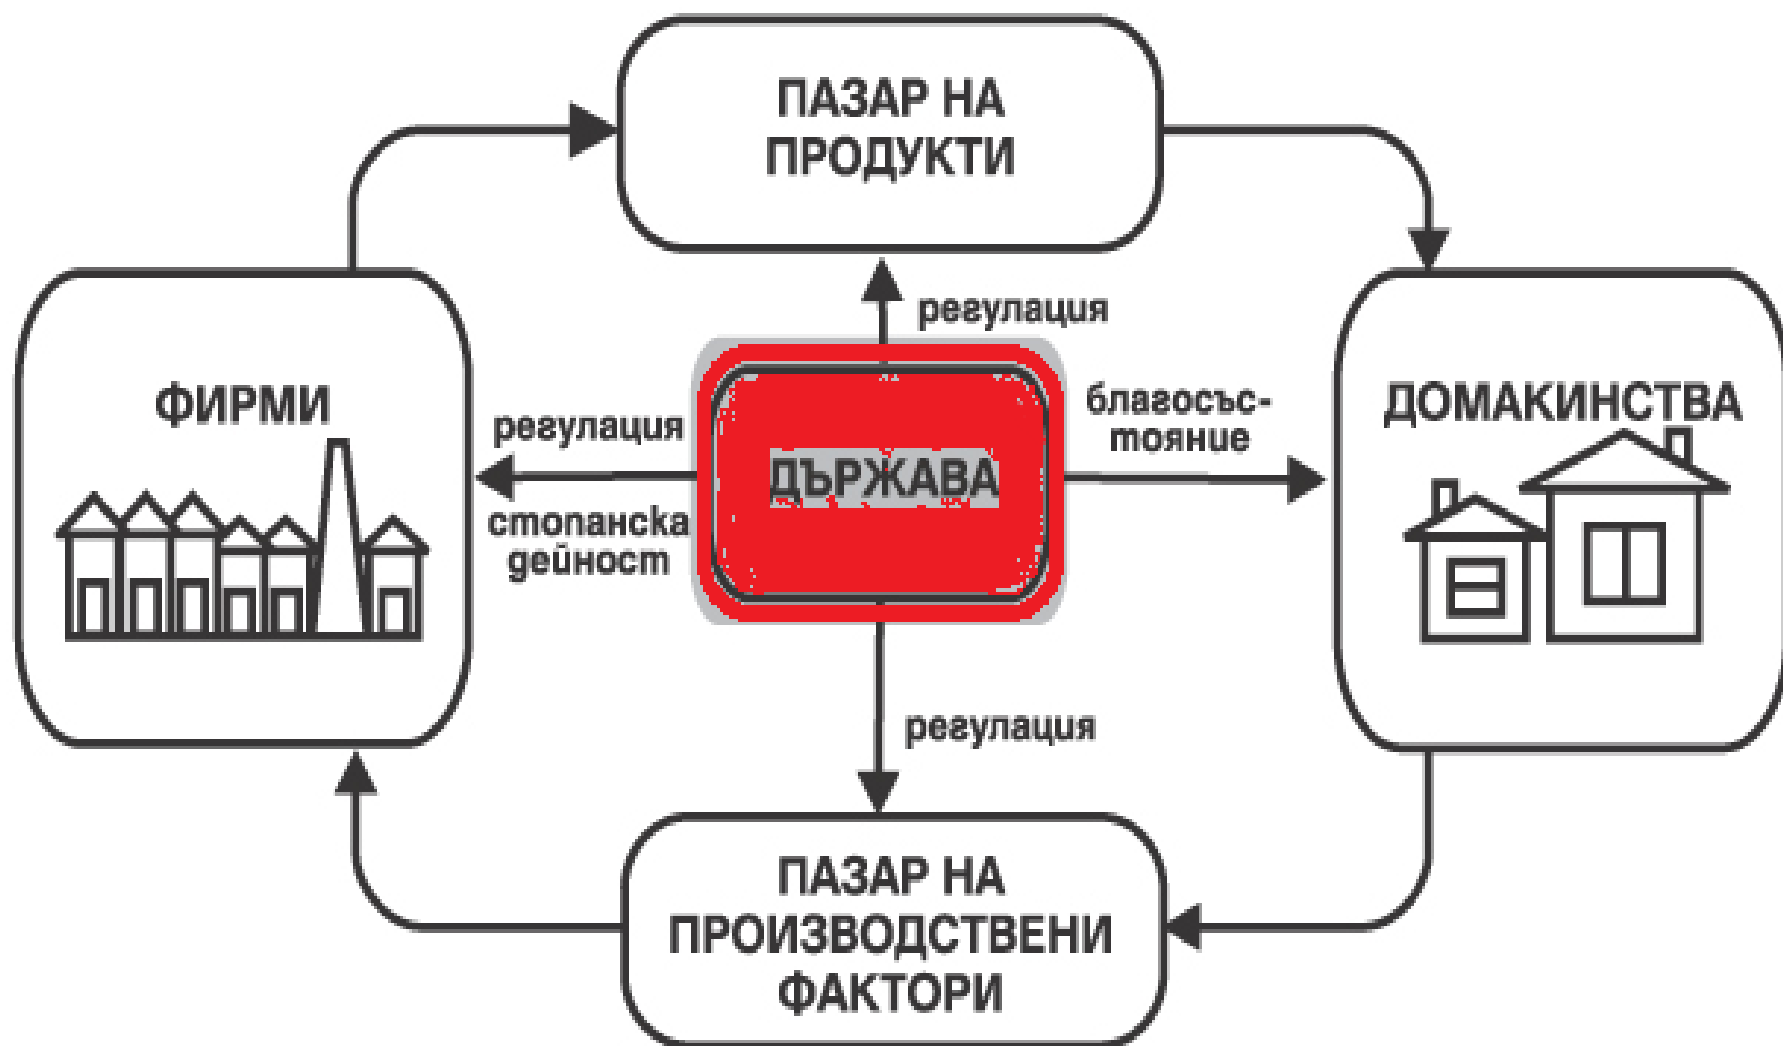 ПАЗАР НА
ПРОДУКТИ
регулация
ФИРМИ
регулация
стопанска
дейност
ДЪРЖАВА
благосъс-
тояние
ДОМАКИНСТВА
регулация
ПАЗАР НА
ПРОИЗВОДСТВЕНИ
ФАКТОРИ